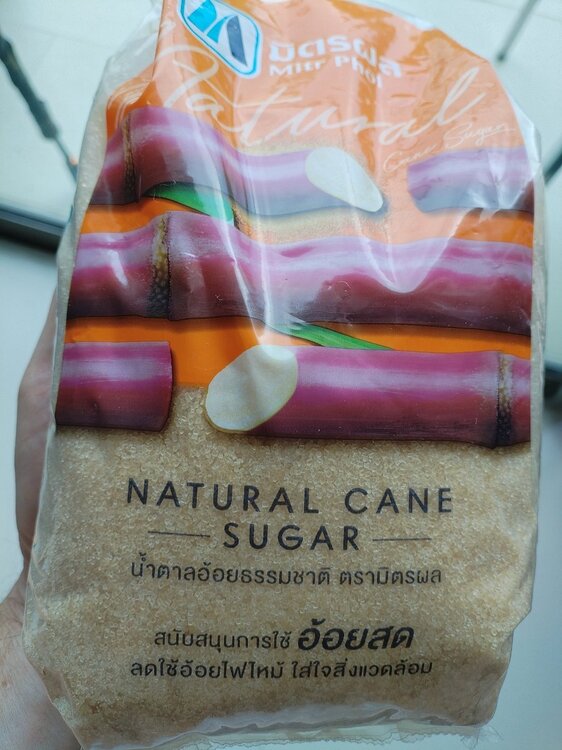 มิตรผล
Mitr Phol
Natural
Cane Sugar
NATURAL CANE
SUGAR
น้ำตาลอ้อยธรรมชาติ ตรามิตรผล
สนับสนุนการใช้ อ้อยสด
ลดใช้อ้อยไฟไหม้ ใส่ใจสิ่งแวดล้อม